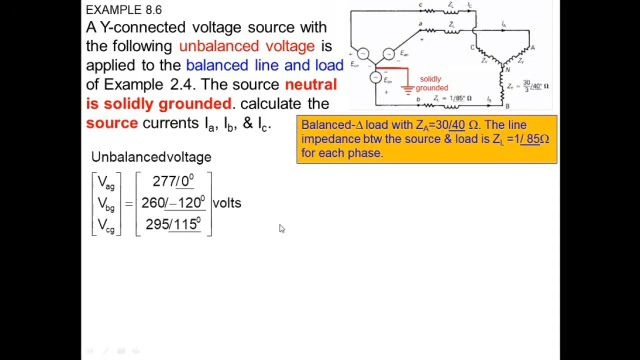 EXAMPLE 8.6
A Y-connected voltage source with
the following unbalanced voltage is
applied to the balanced line and load
of Example 2.4. The source neutral
is solidly grounded. calculate the
source currents Ia, Ib, & Ic.
solidly
grounded
Balanced-Δ load with ZΔ=30/40 Ω. The line
impedance btw the source & load is ZL=1/85Ω
for each phase.
Unbalanced voltage
Vag 277/0⁰
Vbg = 260/−120⁰ volts
Vcg 295/115⁰